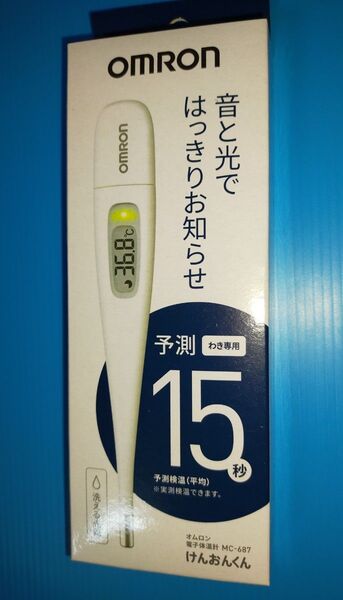 OMRON
音と光で
はっきりお知らせ
OMRON
36.8℃
予測 わき専用
15秒
予測検温(平均)
※実測検温できます。
洗える
オムロン
電子体温計 MC-687
けんおんくん